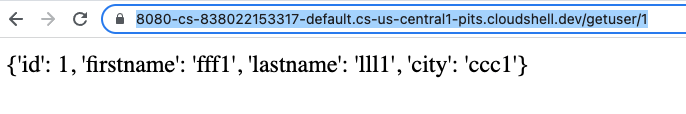 8080-cs-838022153317-default.cs-us-central1-pits.cloudshell.dev/getuser/1
{'id': 1, 'firstname': 'fff1', 'lastname': 'lll1', 'city': 'ccc1'}